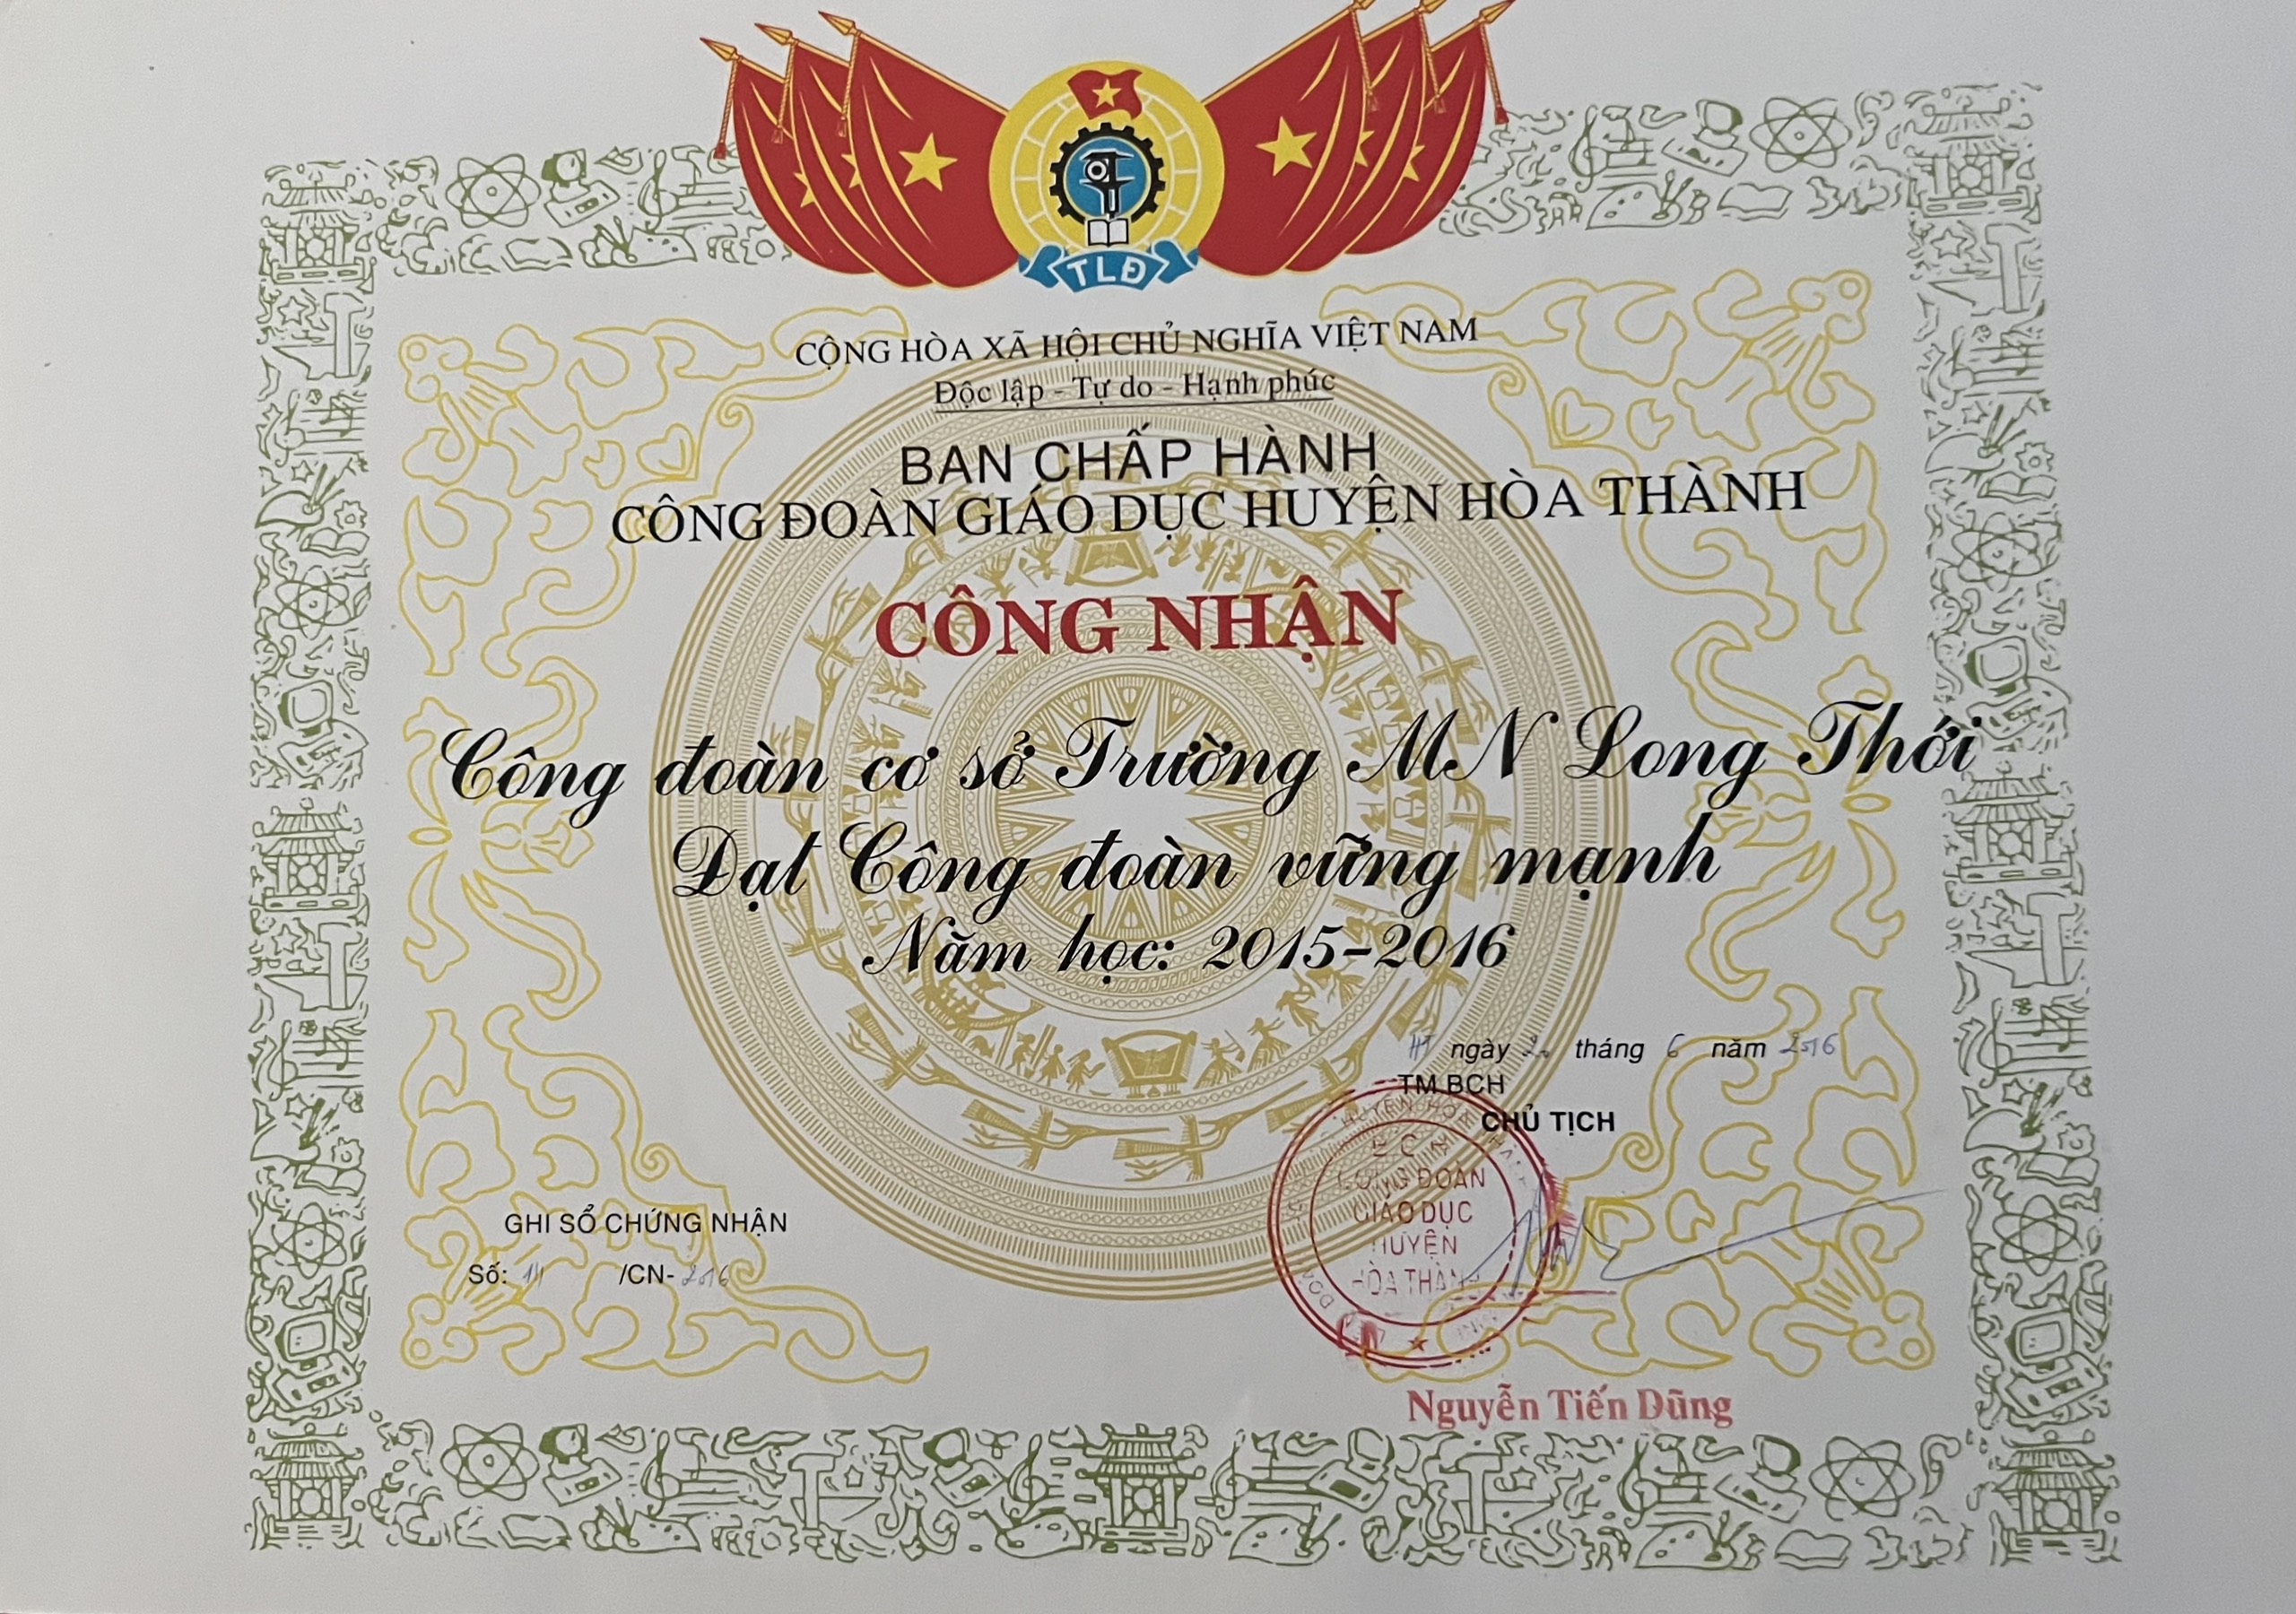 TLĐ
CỘNG HÒA XÃ HỘI CHỦ NGHĨA VIỆT NAM
Độc lập - Tự do - Hạnh phúc
BAN CHẤP HÀNH
CÔNG ĐOÀN GIÁO DỤC HUYỆN HÒA THÀNH
CÔNG NHẬN
Công đoàn cơ sở Trường MN Long Thới
Đạt Công đoàn vững mạnh
Năm học: 2015-2016
HT ngày 20 tháng 6 năm 2016
TM.BCH
CHỦ TỊCH
CÔNG ĐOÀN
GIÁO DỤC
HUYỆN
HÒA THÀNH
GHI SỔ CHỨNG NHẬN
Số: /CN-2016
Nguyễn Tiến Dũng